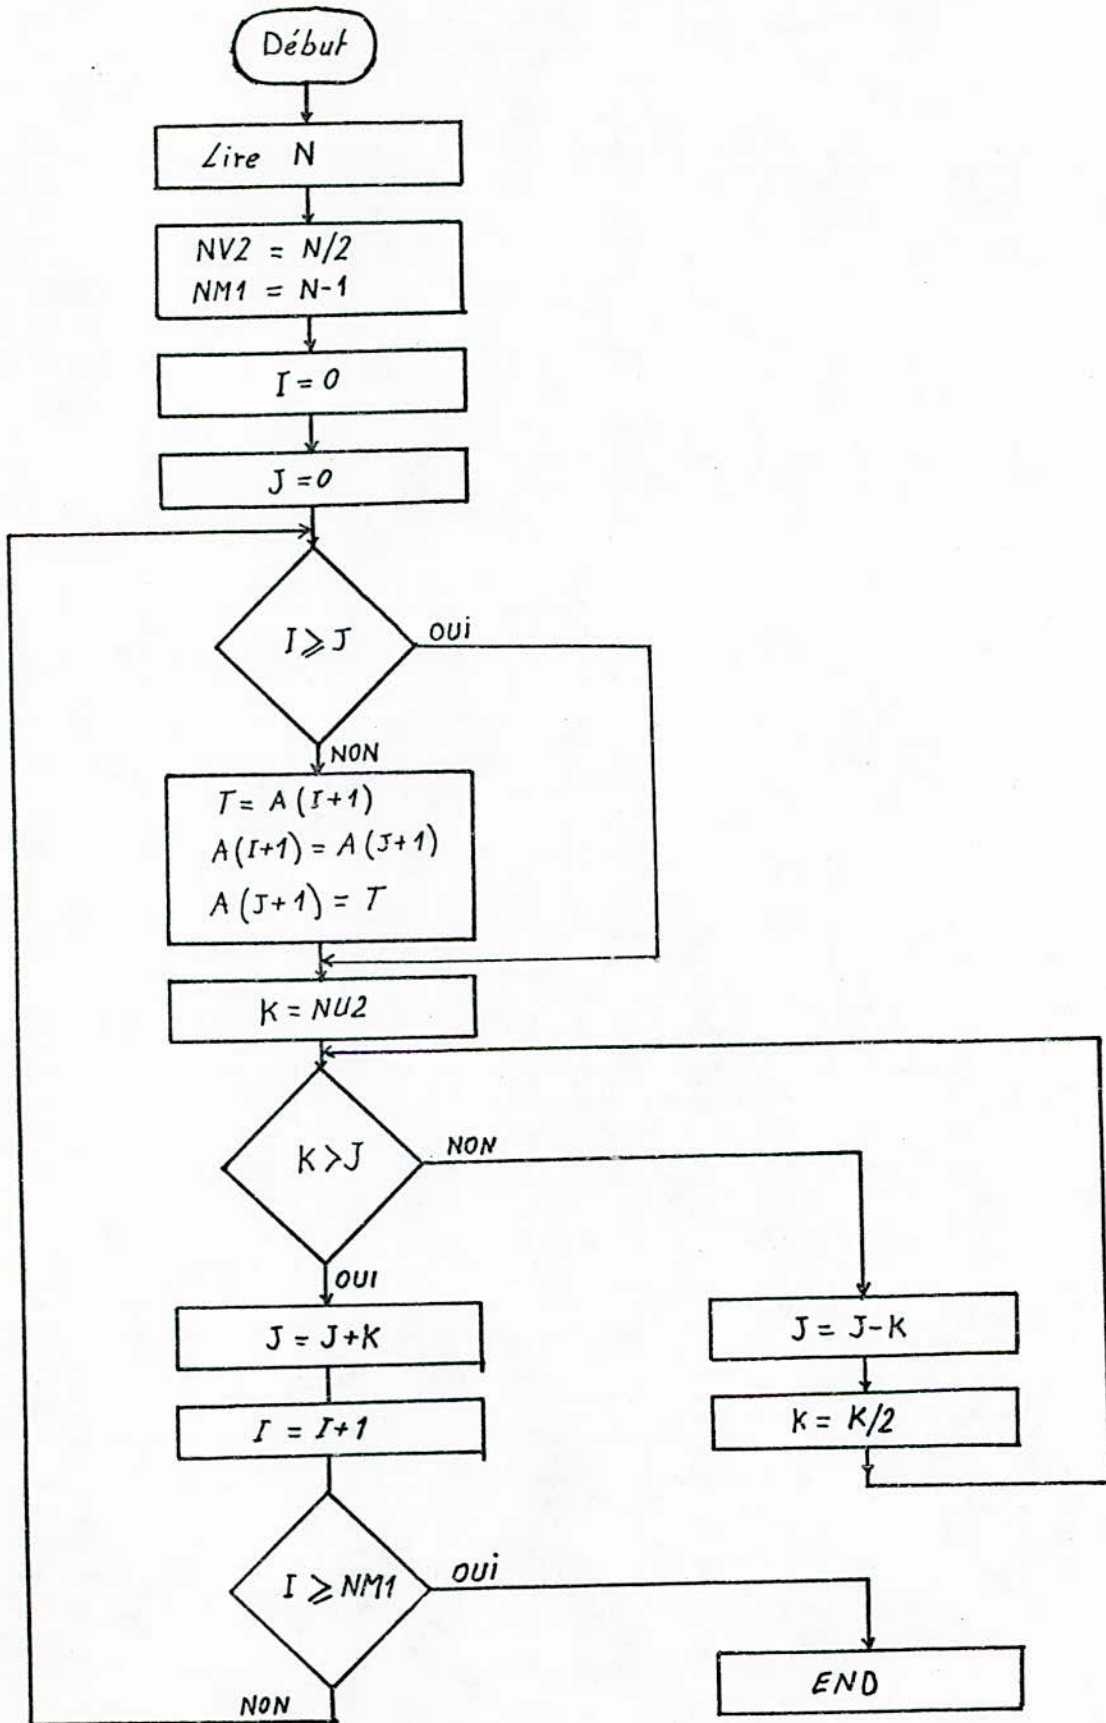 Début
Lire N
NV2 = N/2
NM1 = N-1
I = 0
J = 0
I ⩾ J
OUi
NON
T = A(I+1)
A(I+1) = A(J+1)
A(J+1) = T
K = NU2
K > J
NON
OUI
J = J+K
J = J-K
I = I+1
K = K/2
I ⩾ NM1
OUi
END
NON